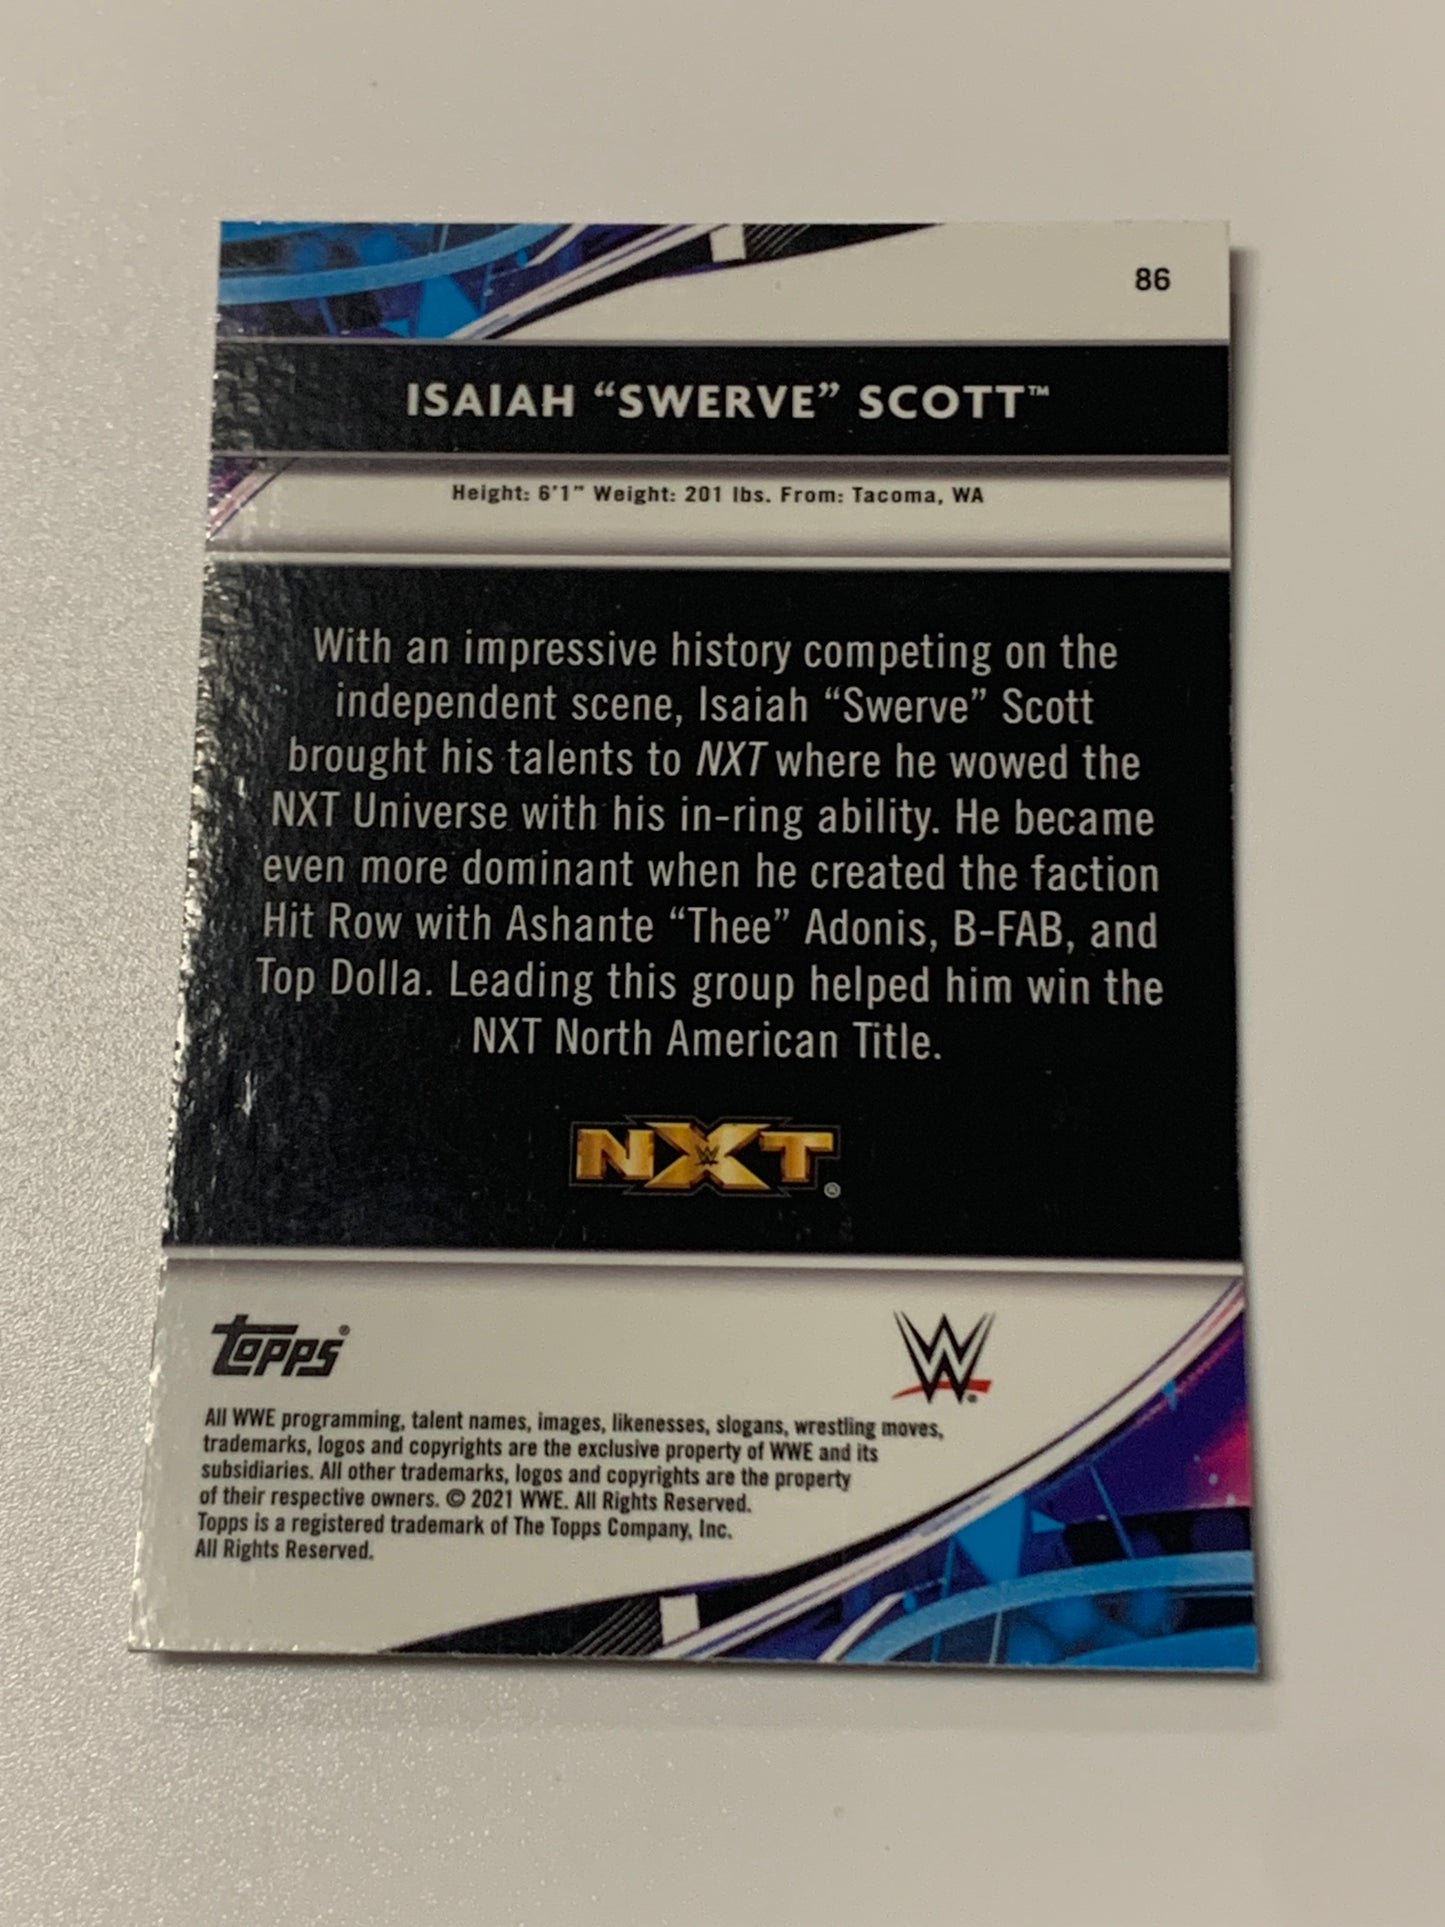 86
ISAIAH “SWERVE” SCOTT™
Height: 6'1" Weight: 201 lbs. From: Tacoma, WA
With an impressive history competing on the
independent scene, Isaiah “Swerve” Scott
brought his talents to NXT where he wowed the
NXT Universe with his in-ring ability. He became
even more dominant when he created the faction
Hit Row with Ashante “Thee” Adonis, B-FAB, and
Top Dolla. Leading this group helped him win the
NXT North American Title.
NXT®
Topps®
W®
All WWE programming, talent names, images, likenesses, slogans, wrestling moves,
trademarks, logos and copyrights are the exclusive property of WWE and its
subsidiaries. All other trademarks, logos and copyrights are the property
of their respective owners. © 2021 WWE. All Rights Reserved.
Topps is a registered trademark of The Topps Company, Inc.
All Rights Reserved.